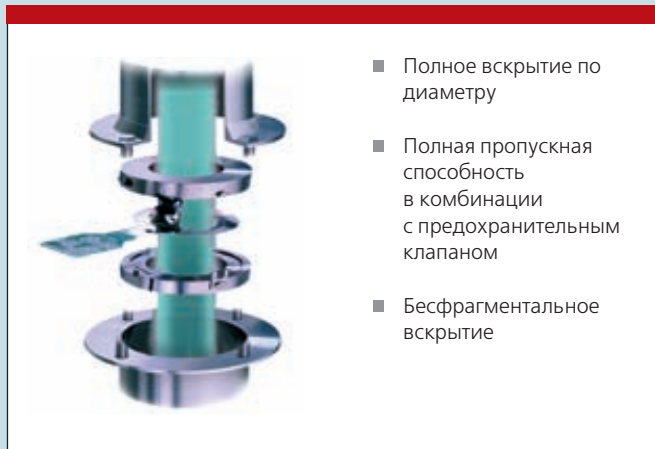 Полное вскрытие по
диаметру
Полная пропускная
способность
в комбинации
с предохранительным
клапаном
Бесфрагментальное
вскрытие